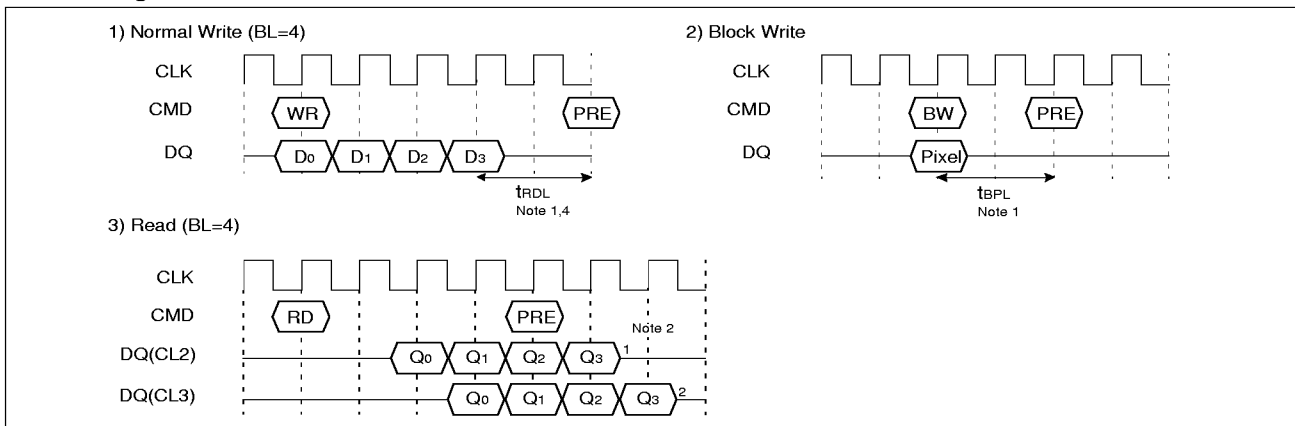 1) Normal Write (BL=4)
CLK
CMD WR PRE
DQ D0 D1 D2 D3
tRDL
Note 1,4
2) Block Write
CLK
CMD BW PRE
DQ Pixel
tBPL
Note 1
3) Read (BL=4)
CLK
CMD RD PRE
Note 2
DQ(CL2) Q0 Q1 Q2 Q3 1
DQ(CL3) Q0 Q1 Q2 Q3 2